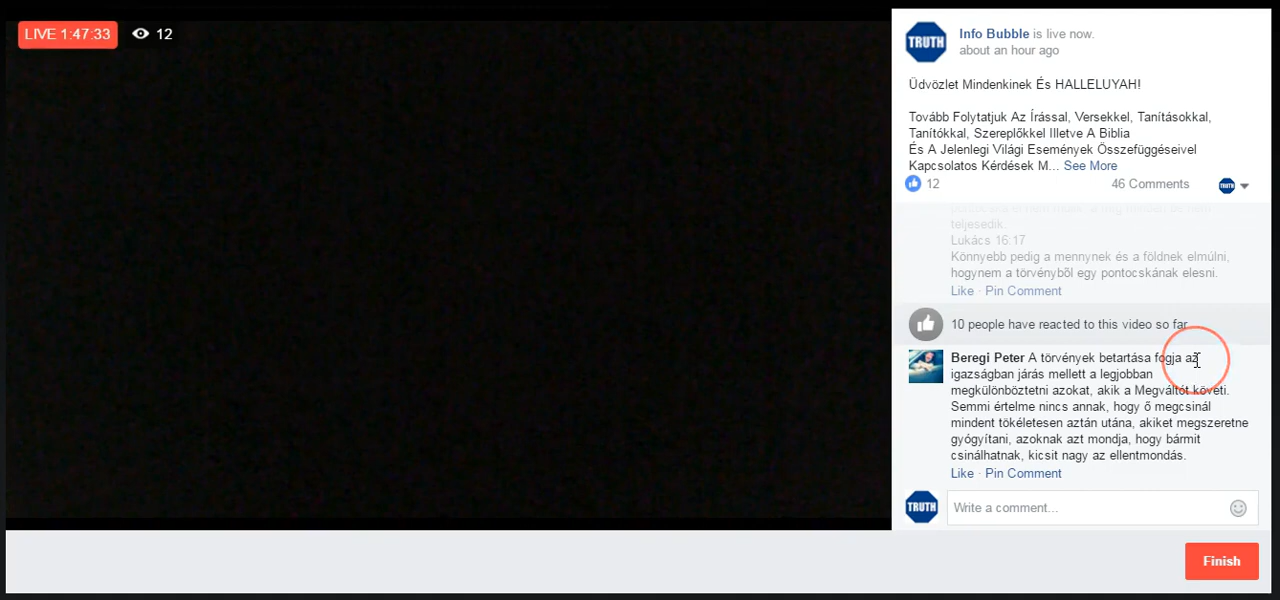 LIVE 1:47:33 12
TRUTH
Info Bubble is live now.
about an hour ago
Üdvözlet Mindenkinek És HALLELUYAH!
Tovább Folytatjuk Az Írással, Versekkel, Tanításokkal,
Tanítókkal, Szereplőkkel Illetve A Biblia
És A Jelenlegi Világi Események Összefüggéseivel
Kapcsolatos Kérdések M... See More
12
46 Comments
TRUTH
teljesedik.
Lukács 16:17
Könnyebb pedig a mennynek és a földnek elmúlni,
hogynem a törvényből egy pontocskának elesni.
Like · Pin Comment
10 people have reacted to this video so far
Beregi Peter A törvények betartása fogja az
igazságban járás mellett a legjobban
megkülönböztetni azokat, akik a Megváltót követi.
Semmi értelme nincs annak, hogy ő megcsinál
mindent tökéletesen aztán utána, akiket megszeretne
gyógyítani, azoknak azt mondja, hogy bármit
csinálhatnak, kicsit nagy az ellentmondás.
Like · Pin Comment
TRUTH
Write a comment...
Finish